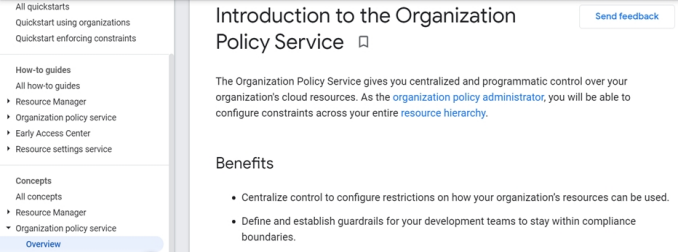 All quickstarts
Quickstart using organizations
Quickstart enforcing constraints
How-to guides
All how-to guides
Resource Manager
Organization policy service
Early Access Center
Resource settings service
Concepts
All concepts
Resource Manager
Organization policy service
Overview
Introduction to the Organization
Policy Service
Send feedback
The Organization Policy Service gives you centralized and programmatic control over your
organization's cloud resources. As the organization policy administrator, you will be able to
configure constraints across your entire resource hierarchy.
Benefits
• Centralize control to configure restrictions on how your organization's resources can be used.
• Define and establish guardrails for your development teams to stay within compliance
boundaries.